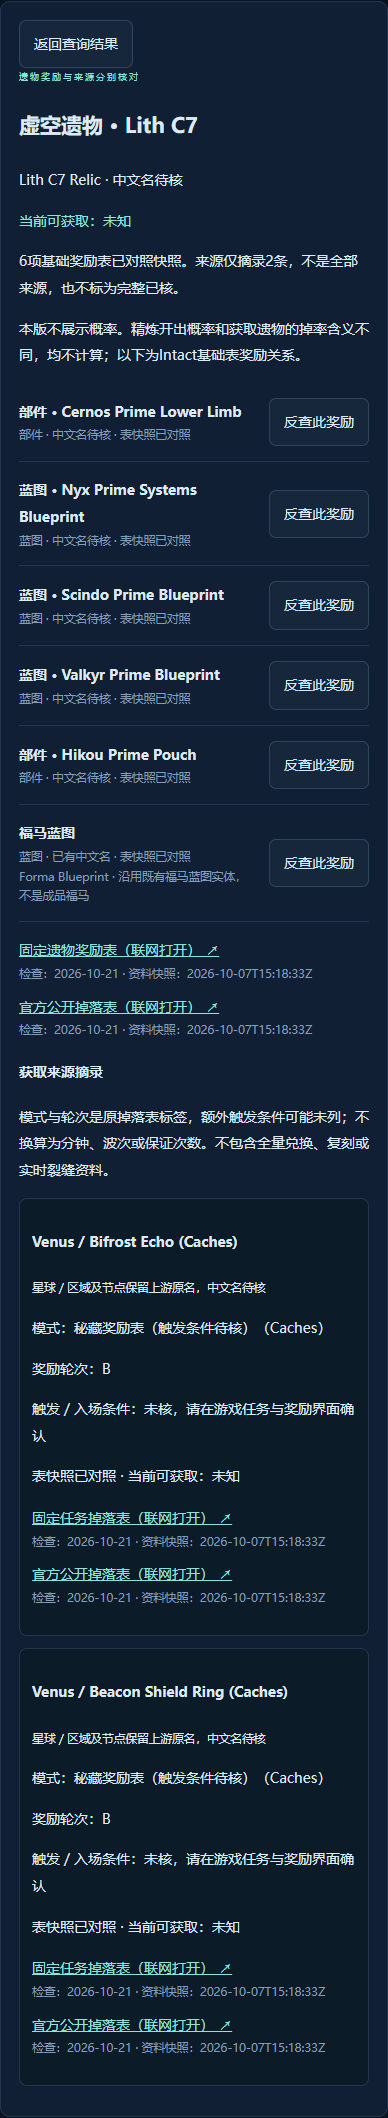 返回查询结果
遗物奖励与来源分别核对
虚空遗物 • Lith C7
Lith C7 Relic · 中文名待核
当前可获取：未知
6项基础奖励表已对照快照。来源仅摘录2条，不是全部
来源，也不标为完整已核。
本版不展示概率。精炼开出概率和获取遗物的掉率含义不
同，均不计算；以下为Intact基础表奖励关系。
部件 • Cernos Prime Lower Limb
部件 · 中文名待核 · 表快照已对照
反查此奖励
蓝图 • Nyx Prime Systems
Blueprint
蓝图 · 中文名待核 · 表快照已对照
反查此奖励
蓝图 • Scindo Prime Blueprint
蓝图 · 中文名待核 · 表快照已对照
反查此奖励
蓝图 • Valkyr Prime Blueprint
蓝图 · 中文名待核 · 表快照已对照
反查此奖励
部件 • Hikou Prime Pouch
部件 · 中文名待核 · 表快照已对照
反查此奖励
福马蓝图
蓝图 · 已有中文名 · 表快照已对照
Forma Blueprint · 沿用既有福马蓝图实体，
不是成品福马
反查此奖励
固定遗物奖励表（联网打开） ↗
检查：2026-10-21 · 资料快照：2026-10-07T15:18:33Z
官方公开掉落表（联网打开） ↗
检查：2026-10-21 · 资料快照：2026-10-07T15:18:33Z
获取来源摘录
模式与轮次是原掉落表标签，额外触发条件可能未列；不
换算为分钟、波次或保证次数。不包含全量兑换、复刻或
实时裂缝资料。
Venus / Bifrost Echo (Caches)
星球 / 区域及节点保留上游原名，中文名待核
模式：秘藏奖励表（触发条件待核）（Caches）
奖励轮次：B
触发 / 入场条件：未核，请在游戏任务与奖励界面确
认
表快照已对照 · 当前可获取：未知
固定任务掉落表（联网打开） ↗
检查：2026-10-21 · 资料快照：2026-10-07T15:18:33Z
官方公开掉落表（联网打开） ↗
检查：2026-10-21 · 资料快照：2026-10-07T15:18:33Z
Venus / Beacon Shield Ring (Caches)
星球 / 区域及节点保留上游原名，中文名待核
模式：秘藏奖励表（触发条件待核）（Caches）
奖励轮次：B
触发 / 入场条件：未核，请在游戏任务与奖励界面确
认
表快照已对照 · 当前可获取：未知
固定任务掉落表（联网打开） ↗
检查：2026-10-21 · 资料快照：2026-10-07T15:18:33Z
官方公开掉落表（联网打开） ↗
检查：2026-10-21 · 资料快照：2026-10-07T15:18:33Z